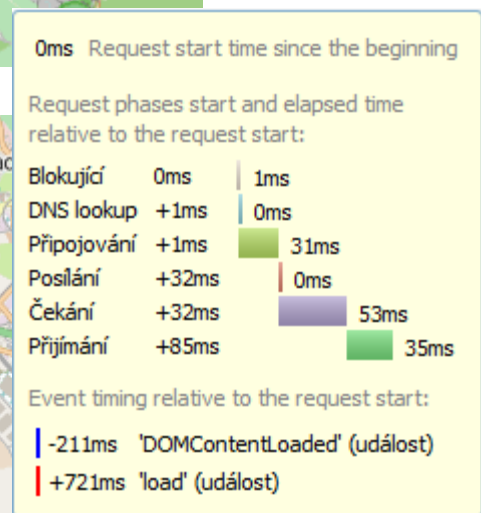 0ms Request start time since the beginning
Request phases start and elapsed time
relative to the request start:
Blokující 0ms 1ms
DNS lookup +1ms 0ms
Připojování +1ms 31ms
Posílání +32ms 0ms
Čekání +32ms 53ms
Přijímání +85ms 35ms
Event timing relative to the request start:
-211ms 'DOMContentLoaded' (událost)
+721ms 'load' (událost)